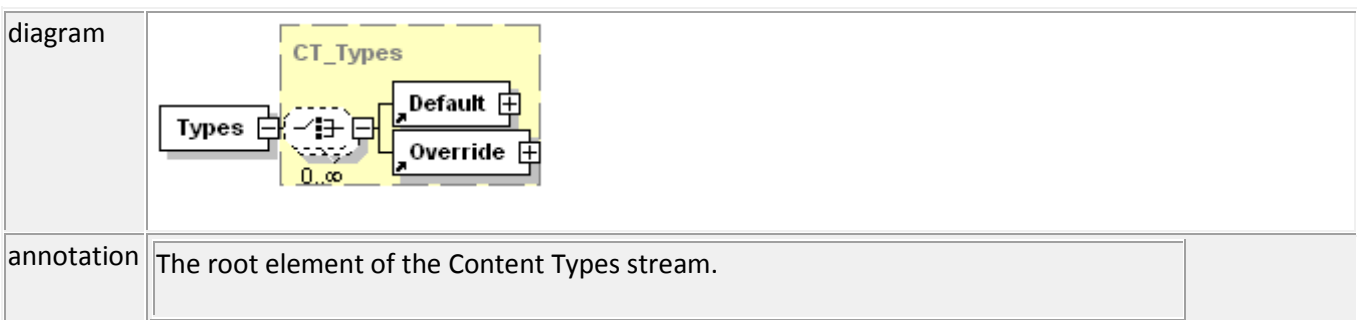 diagram
CT_Types
Default
Types
Override
0..∞
annotation
The root element of the Content Types stream.